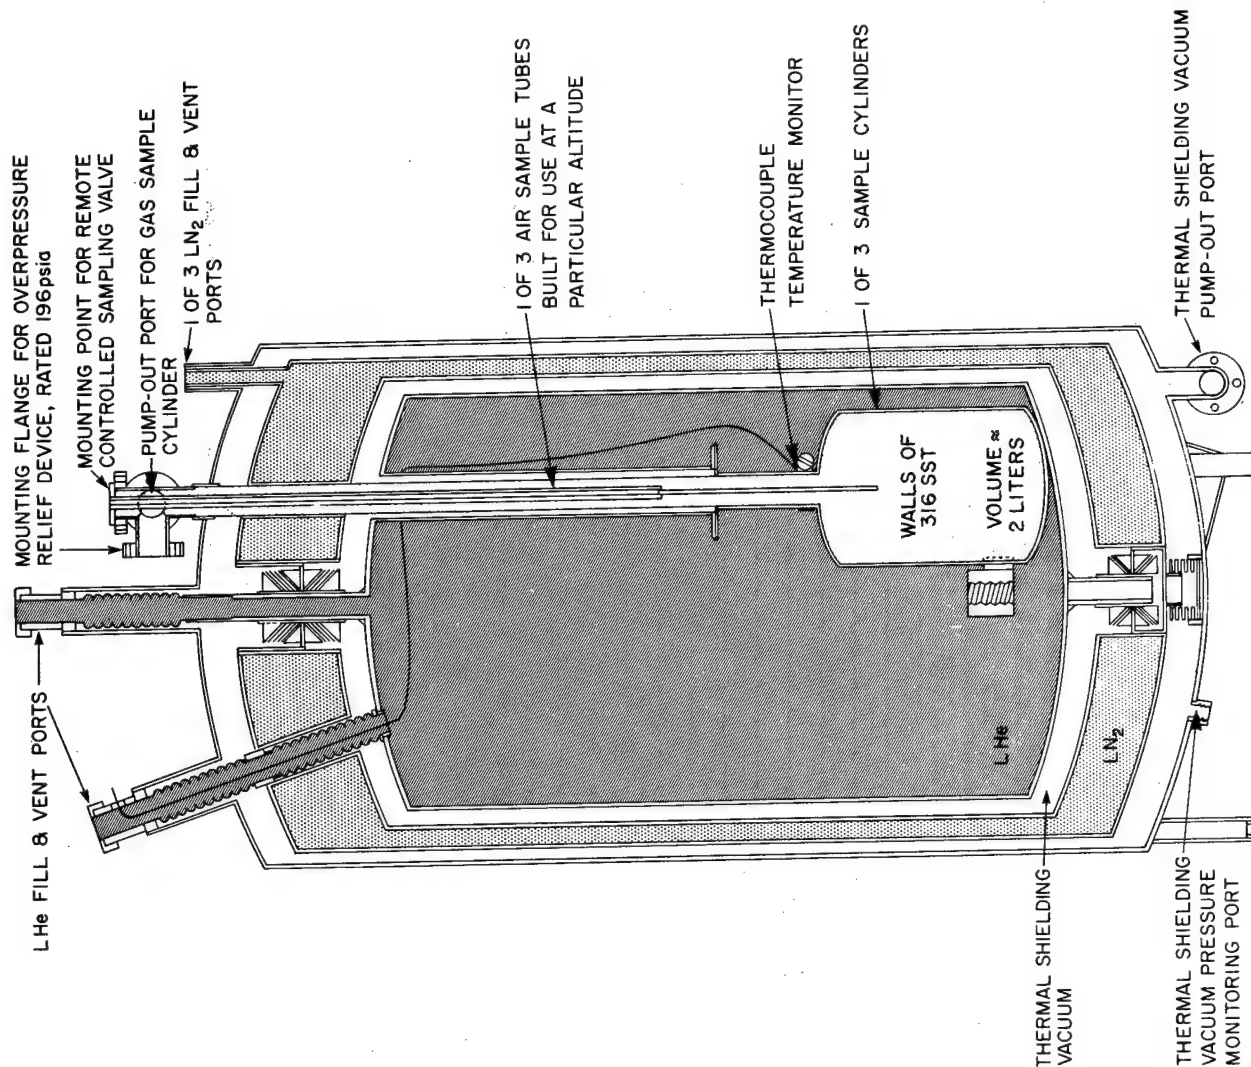 LHe FILL & VENT PORTS
MOUNTING FLANGE FOR OVERPRESSURE
RELIEF DEVICE, RATED 196psia
MOUNTING POINT FOR REMOTE
CONTROLLED SAMPLING VALVE
PUMP-OUT PORT FOR GAS SAMPLE
CYLINDER
1 OF 3 LN₂ FILL & VENT
PORTS
1 OF 3 AIR SAMPLE TUBES
BUILT FOR USE AT A
PARTICULAR ALTITUDE
THERMOCOUPLE
TEMPERATURE MONITOR
1 OF 3 SAMPLE CYLINDERS
WALLS OF
316 SST
VOLUME ≈
2 LITERS
LHe
LN₂
THERMAL SHIELDING
VACUUM
THERMAL SHIELDING
VACUUM PRESSURE
MONITORING PORT
THERMAL SHIELDING VACUUM
PUMP-OUT PORT